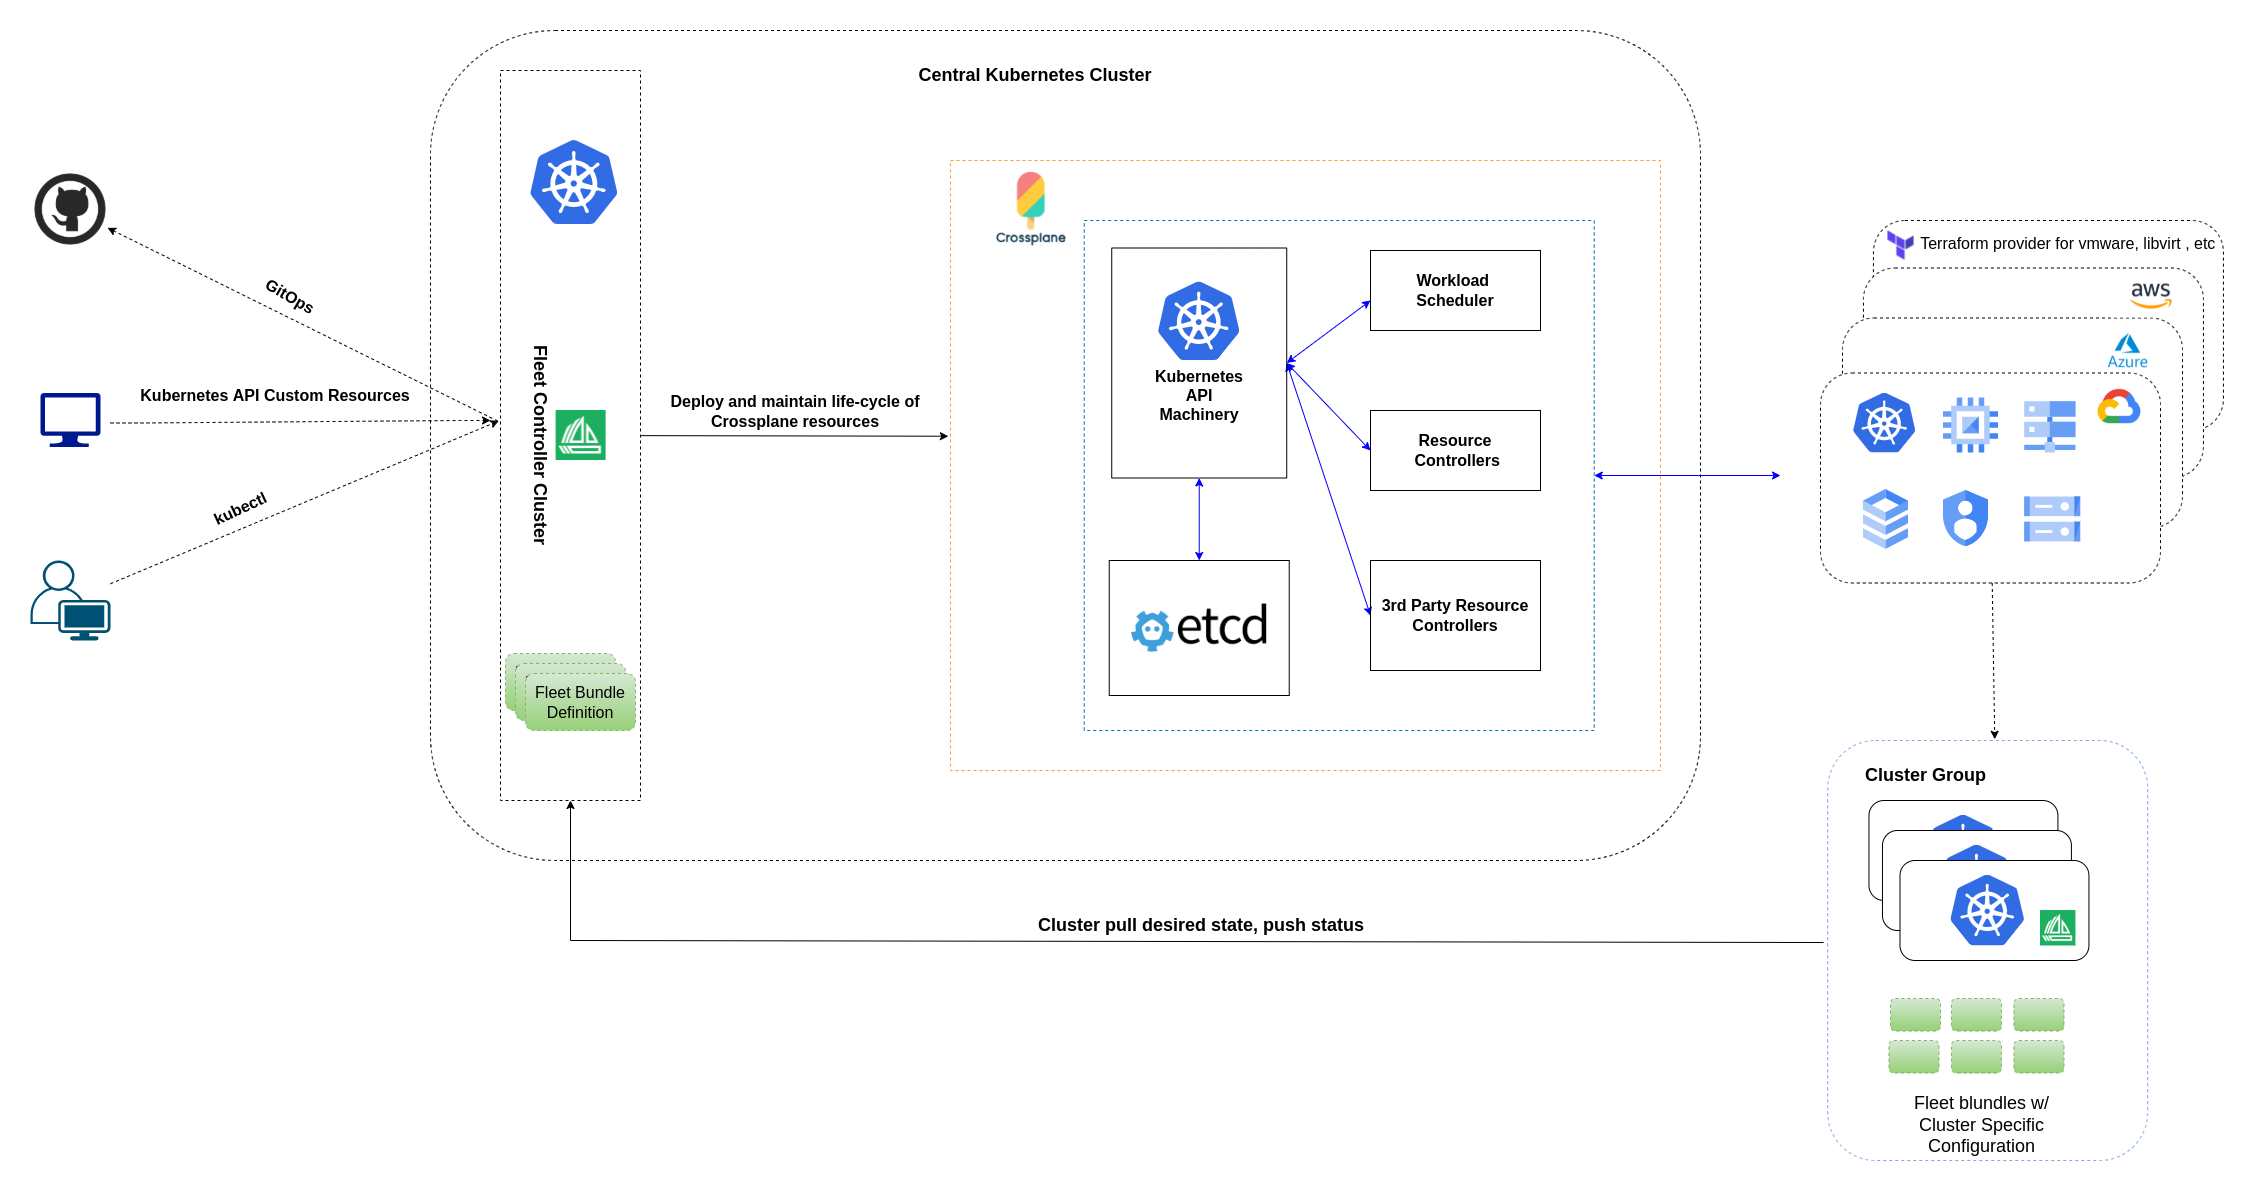 Central Kubernetes Cluster
GitOps
Kubernetes API Custom Resources
kubectl
Fleet Controller Cluster
Fleet Bundle
Definition
Deploy and maintain life-cycle of
Crossplane resources
Crossplane
Kubernetes
API
Machinery
etcd
Workload
Scheduler
Resource
Controllers
3rd Party Resource
Controllers
Terraform provider for vmware, libvirt , etc
aws
Azure
Cluster Group
Fleet blundles w/
Cluster Specific
Configuration
Cluster pull desired state, push status